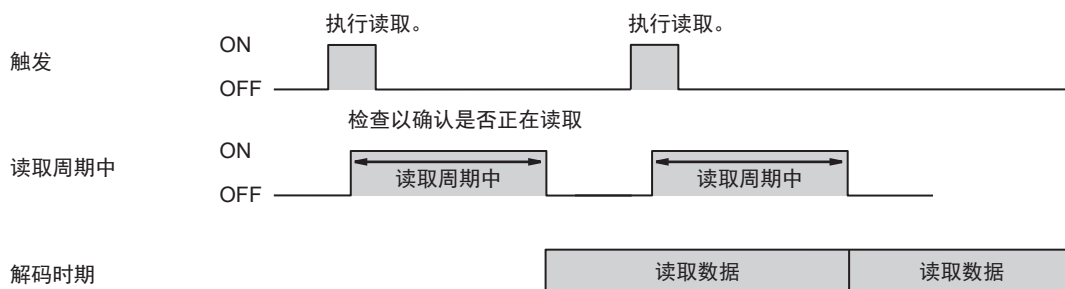 执行读取。 执行读取。
触发 ON
OFF
检查以确认是否正在读取
读取周期中 ON
读取周期中 读取周期中
OFF
解码时期 读取数据 读取数据